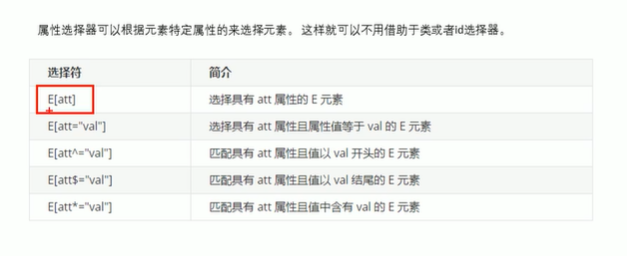 属性选择器可以根据元素特定属性的来选择元素。 这样就可以不用借助于类或者id选择器。
选择符 简介
E[att] 选择具有 att 属性的 E 元素
E[att="val"] 选择具有 att 属性且属性值等于 val 的 E 元素
E[att^="val"] 匹配具有 att 属性且值以 val 开头的 E 元素
E[att$="val"] 匹配具有 att 属性且值以 val 结尾的 E 元素
E[att*="val"] 匹配具有 att 属性且值中含有 val 的 E 元素